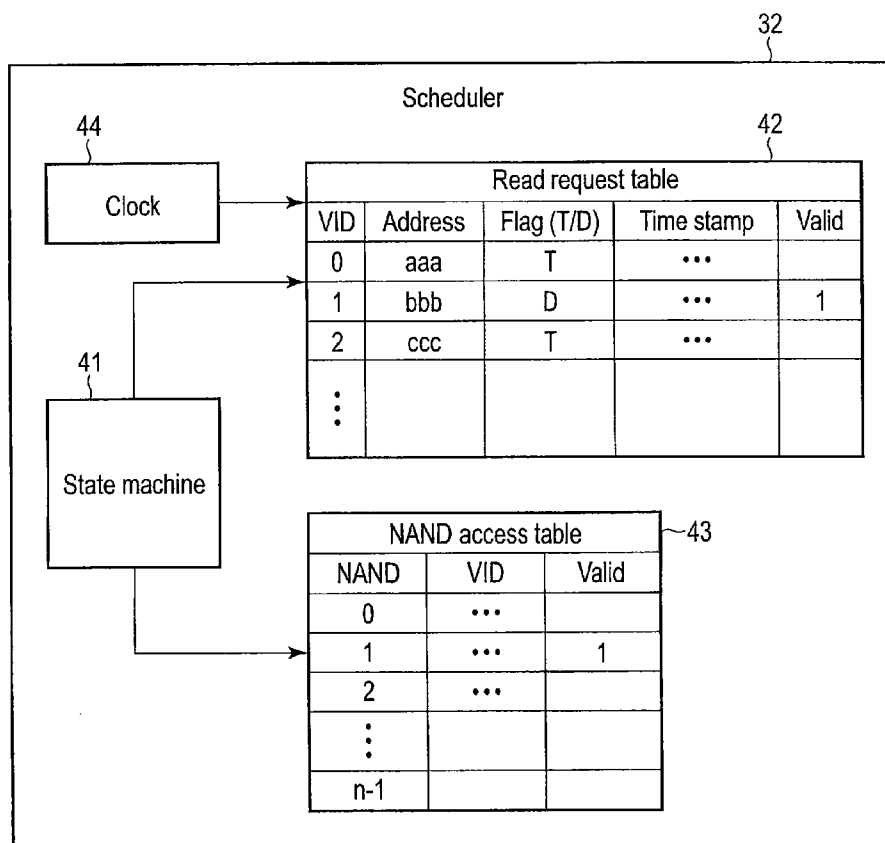 32
Scheduler
44
42
Clock
Read request table
VID Address Flag (T/D) Time stamp Valid
0 aaa T •••
1 bbb D ••• 1
2 ccc T •••
41
State machine
NAND access table
43
NAND VID Valid
0 •••
1 ••• 1
2 •••
n-1